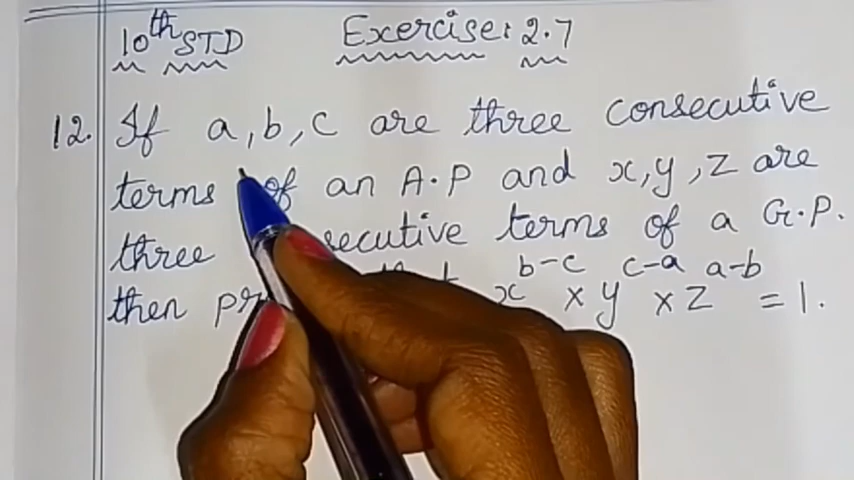 10th STD Exercise: 2.7
12. If a, b, c are three consecutive
terms of an A.P and x, y, z are
three secutive terms of a G.P.
then pr t x^b-c × y^c-a × z^a-b = 1.